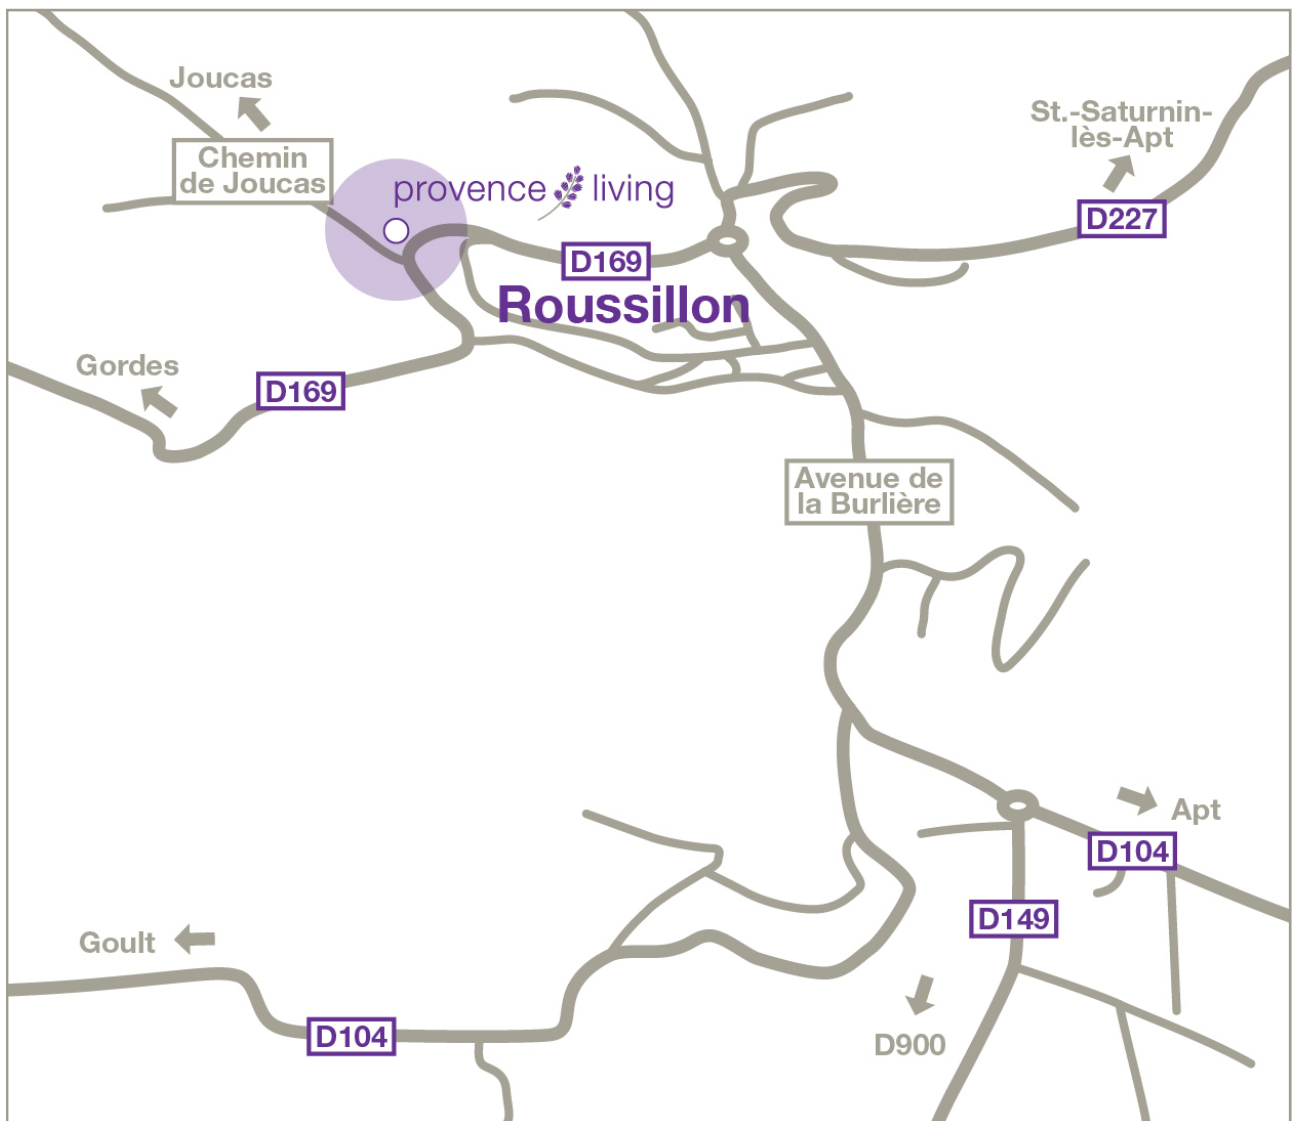 Joucas
St.-Saturnin-
lès-Apt
Chemin
de Joucas
provence living
D227
D169
Roussillon
Gordes
D169
Avenue de
la Burlière
Apt
D104
D149
Goult
D104
D900